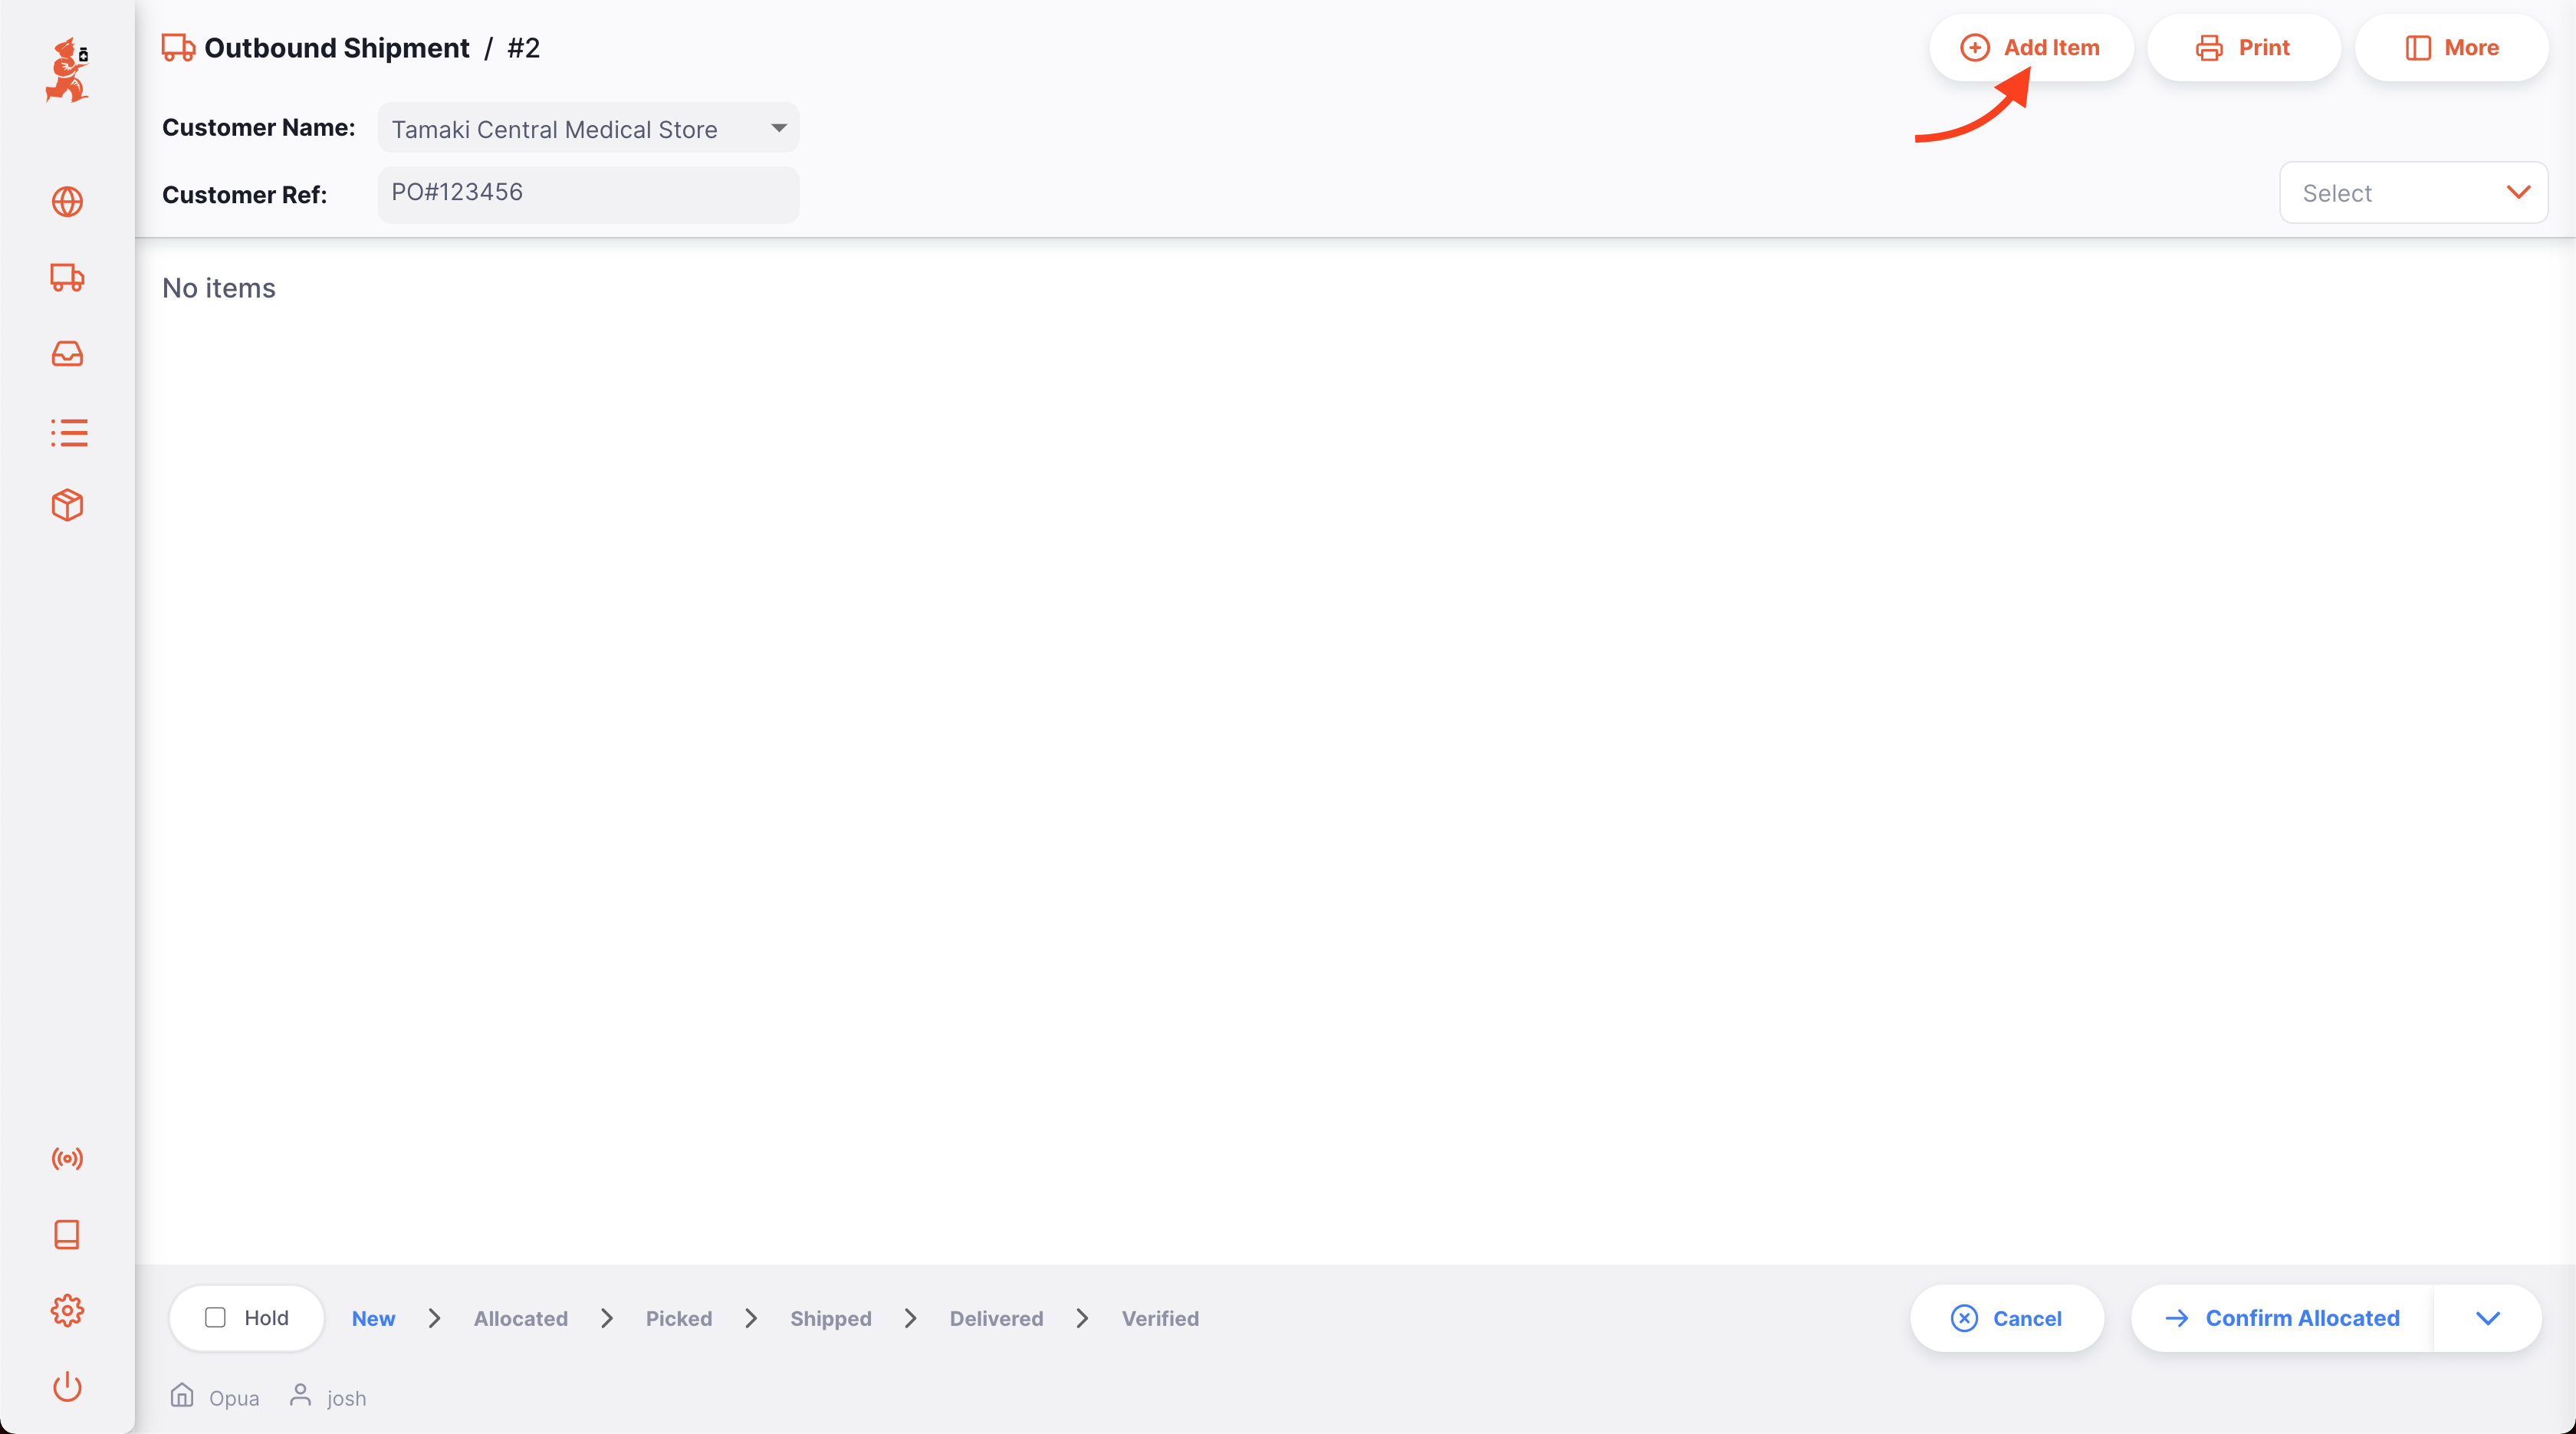 Outbound Shipment / #2
Add Item
Print
More
Customer Name: Tamaki Central Medical Store
Customer Ref: PO#123456
Select
No items
Hold New Allocated Picked Shipped Delivered Verified
Cancel
Confirm Allocated
Opua josh